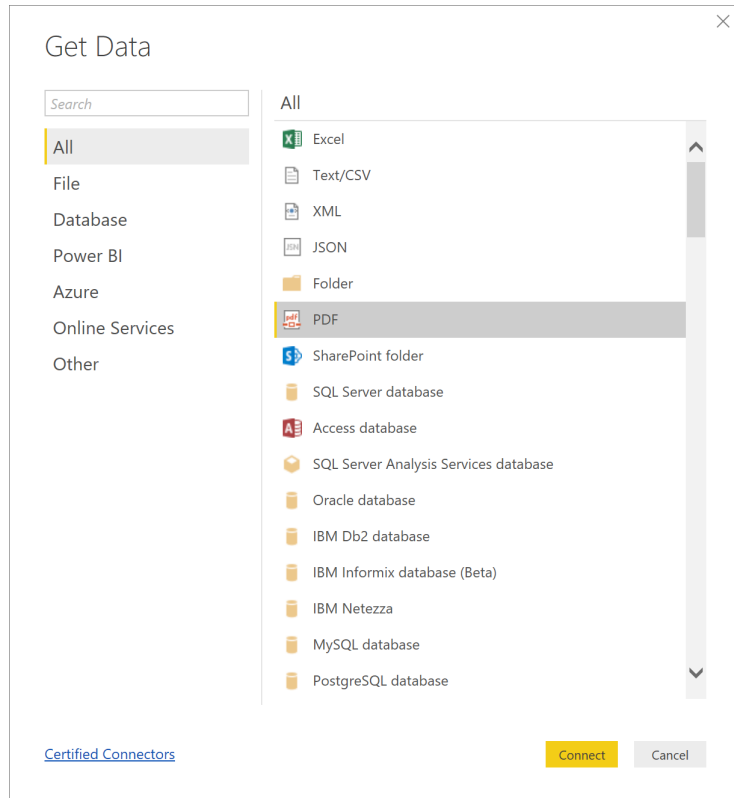 Get Data
Search
All
File
Database
Power BI
Azure
Online Services
Other
All
Excel
Text/CSV
XML
JSON
Folder
PDF
SharePoint folder
SQL Server database
Access database
SQL Server Analysis Services database
Oracle database
IBM Db2 database
IBM Informix database (Beta)
IBM Netezza
MySQL database
PostgreSQL database
Certified Connectors
Connect
Cancel